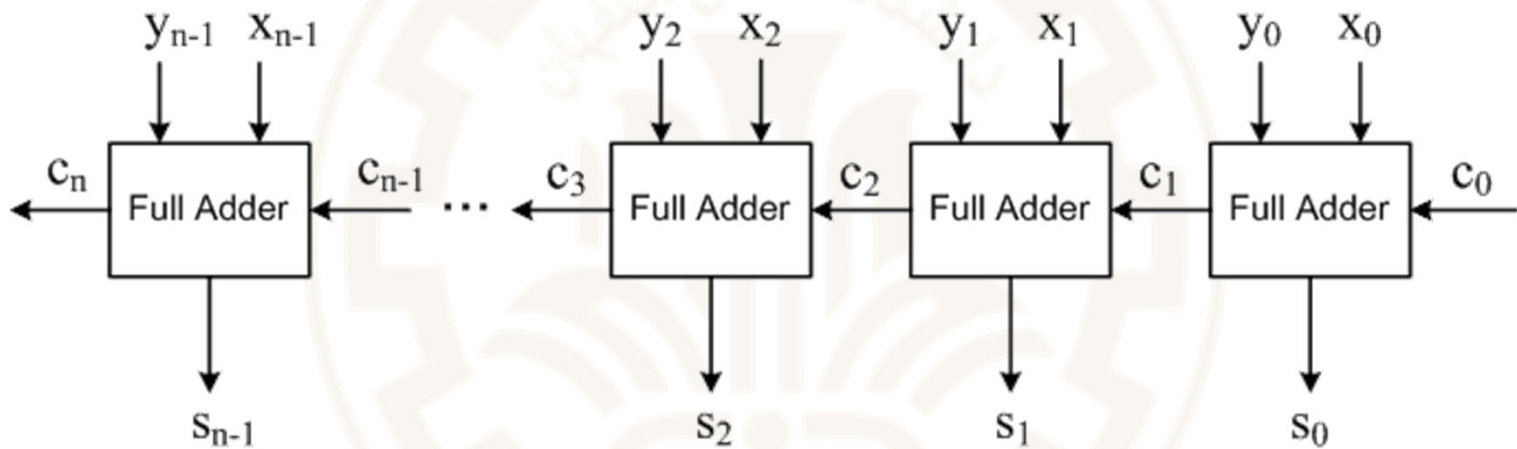 yₙ₋₁ xₙ₋₁ y₂ x₂ y₁ x₁ y₀ x₀
cₙ Full Adder cₙ₋₁ ... c₃ Full Adder c₂ Full Adder c₁ Full Adder c₀
sₙ₋₁ s₂ s₁ s₀